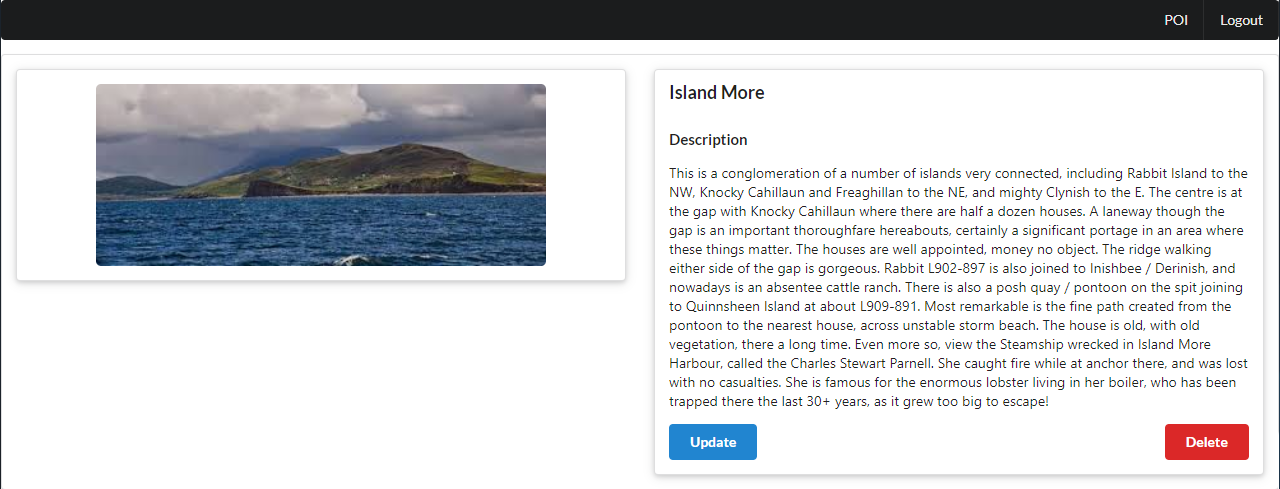 POI
Logout
Island More
Description
This is a conglomeration of a number of islands very connected, including Rabbit Island to the
NW, Knocky Cahillaun and Freaghillan to the NE, and mighty Clynish to the E. The centre is at
the gap with Knocky Cahillaun where there are half a dozen houses. A laneway though the
gap is an important thoroughfare hereabouts, certainly a significant portage in an area where
these things matter. The houses are well appointed, money no object. The ridge walking
either side of the gap is gorgeous. Rabbit L902-897 is also joined to Inishbee / Derinish, and
nowadays is an absentee cattle ranch. There is also a posh quay / pontoon on the spit joining
to Quinnsheen Island at about L909-891. Most remarkable is the fine path created from the
pontoon to the nearest house, across unstable storm beach. The house is old, with old
vegetation, there a long time. Even more so, view the Steamship wrecked in Island More
Harbour, called the Charles Stewart Parnell. She caught fire while at anchor there, and was lost
with no casualties. She is famous for the enormous lobster living in her boiler, who has been
trapped there the last 30+ years, as it grew too big to escape!
Update
Delete